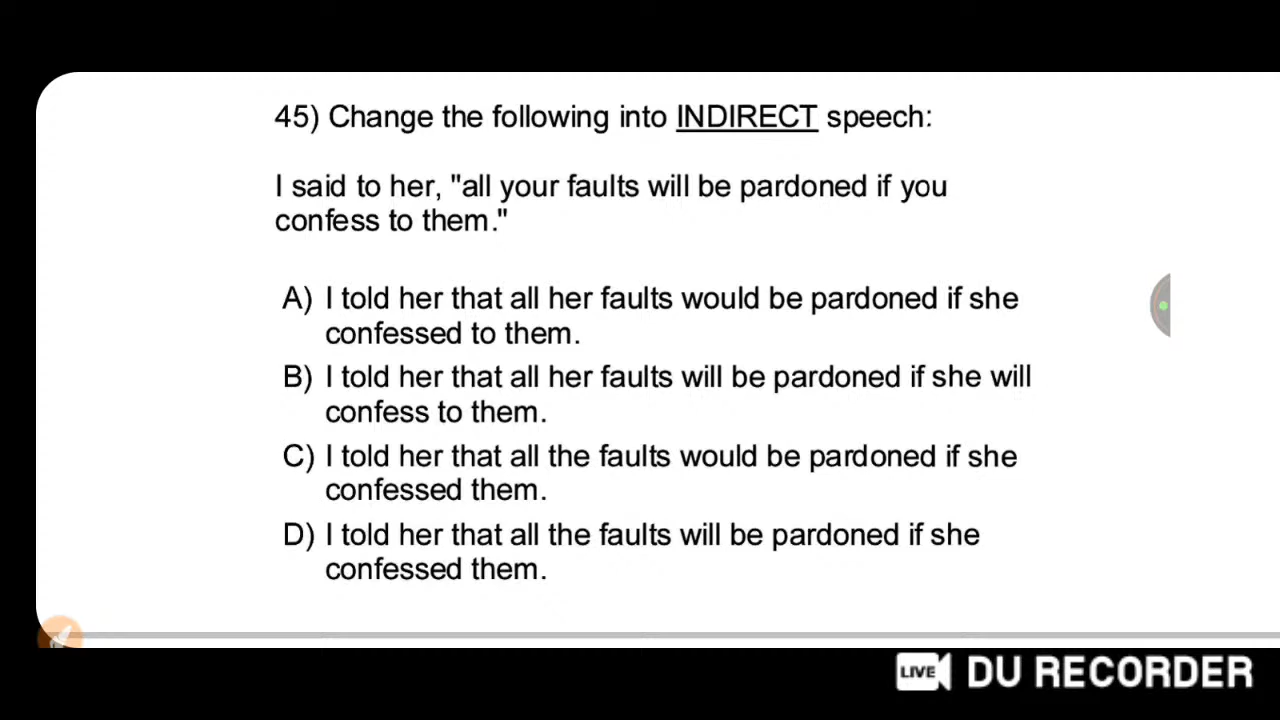 45) Change the following into INDIRECT speech:
I said to her, "all your faults will be pardoned if you
confess to them."
A) I told her that all her faults would be pardoned if she
confessed to them.
B) I told her that all her faults will be pardoned if she will
confess to them.
C) I told her that all the faults would be pardoned if she
confessed them.
D) I told her that all the faults will be pardoned if she
confessed them.
LIVE DU RECORDER